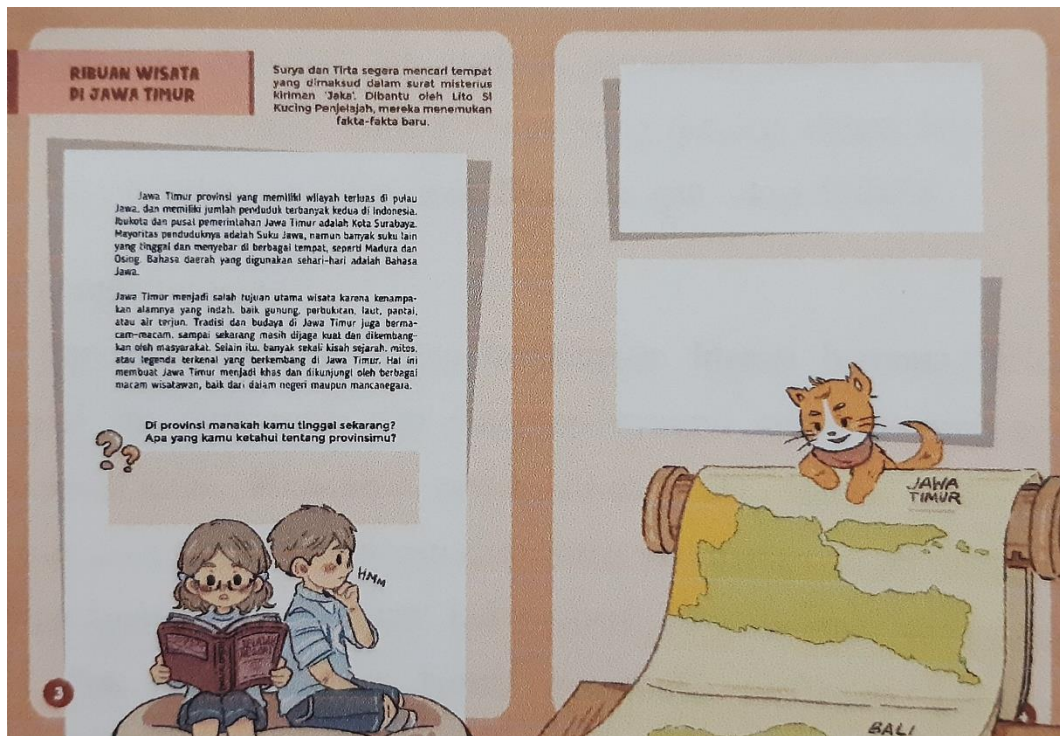 RIBUAN WISATA
DI JAWA TIMUR
Surya dan Tirta segera mencari tempat
yang dimaksud dalam surat misterius
kiriman 'Jaka'. Dibantu oleh Lito Si
Kucing Penjelajah, mereka menemukan
fakta-fakta baru.
Jawa Timur provinsi yang memiliki wilayah terluas di pulau
Jawa, dan memiliki jumlah penduduk terbanyak kedua di Indonesia.
Ibukota dan pusat pemerintahan Jawa Timur adalah Kota Surabaya.
Mayoritas penduduknya adalah Suku Jawa, namun banyak suku lain
yang tinggal dan menyebar di berbagai tempat, seperti Madura dan
Osing. Bahasa daerah yang digunakan sehari-hari adalah Bahasa
Jawa.
Jawa Timur menjadi salah tujuan utama wisata karena kenampa-
kan alamnya yang indah, baik gunung, perbukitan, laut, pantai,
atau air terjun. Tradisi dan budaya di Jawa Timur juga berma-
cam-macam, sampai sekarang masih dijaga kuat dan dikembang-
kan oleh masyarakat. Selain itu, banyak sekali kisah sejarah, mitos,
atau legenda terkenal yang berkembang di Jawa Timur. Hal ini
membuat Jawa Timur menjadi khas dan dikunjungi oleh berbagai
macam wisatawan, baik dari dalam negeri maupun mancanegara.
Di provinsi manakah kamu tinggal sekarang?
Apa yang kamu ketahui tentang provinsimu?
??
HMM
3
JAWA
TIMUR
BALI